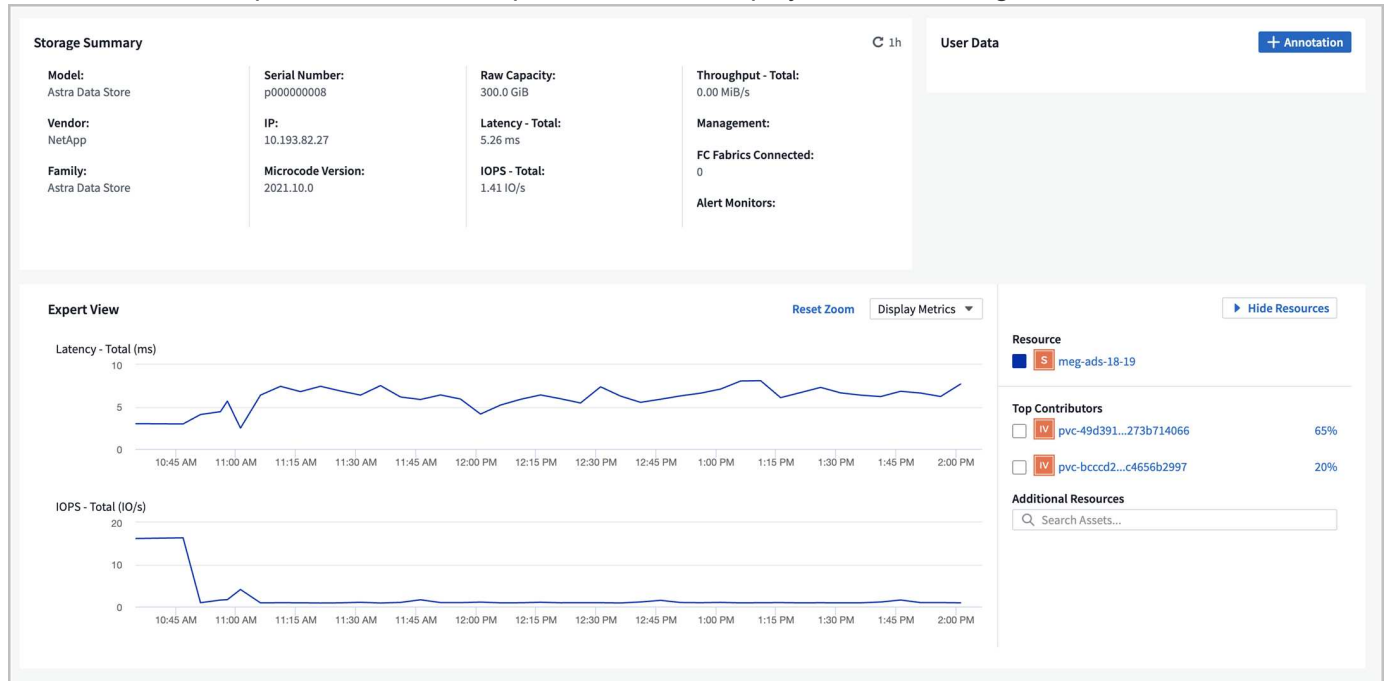 Storage Summary
1h
Model:
Astra Data Store
Vendor:
NetApp
Family:
Astra Data Store
Serial Number:
p000000008
IP:
10.193.82.27
Microcode Version:
2021.10.0
Raw Capacity:
300.0 GiB
Latency - Total:
5.26 ms
IOPS - Total:
1.41 IO/s
Throughput - Total:
0.00 MiB/s
Management:
FC Fabrics Connected:
0
Alert Monitors:
User Data
+ Annotation
Expert View
Reset Zoom
Display Metrics
Latency - Total (ms)
10
5
0
10:45 AM 11:00 AM 11:15 AM 11:30 AM 11:45 AM 12:00 PM 12:15 PM 12:30 PM 12:45 PM 1:00 PM 1:15 PM 1:30 PM 1:45 PM 2:00 PM
IOPS - Total (IO/s)
20
10
0
10:45 AM 11:00 AM 11:15 AM 11:30 AM 11:45 AM 12:00 PM 12:15 PM 12:30 PM 12:45 PM 1:00 PM 1:15 PM 1:30 PM 1:45 PM 2:00 PM
Hide Resources
Resource
S meg-ads-18-19
Top Contributors
IV pvc-49d391...273b714066 65%
IV pvc-bcccd2...c4656b2997 20%
Additional Resources
Search Assets...